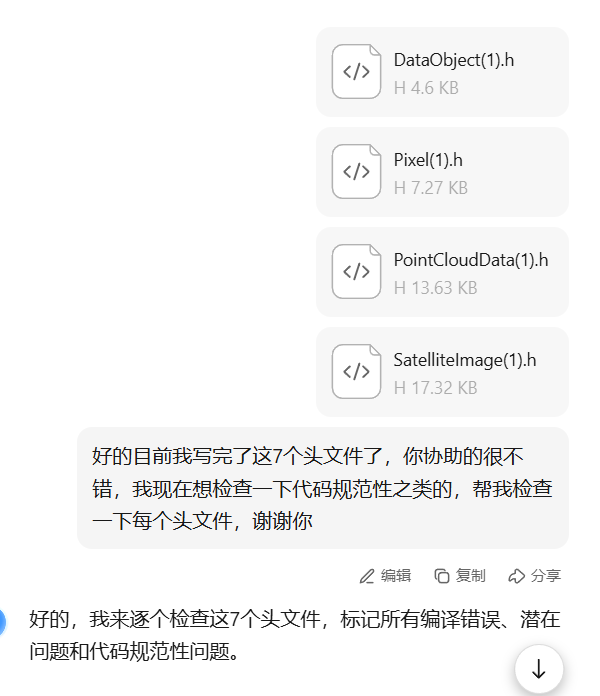 DataObject(1).h
H 4.6 KB
Pixel(1).h
H 7.27 KB
PointCloudData(1).h
H 13.63 KB
SatelliteImage(1).h
H 17.32 KB
好的目前我写完了这7个头文件了，你协助的很不
错，我现在想检查一下代码规范性之类的，帮我检查
一下每个头文件，谢谢你
编辑 复制 分享
好的，我来逐个检查这7个头文件，标记所有编译错误、潜在
问题和代码规范性问题。